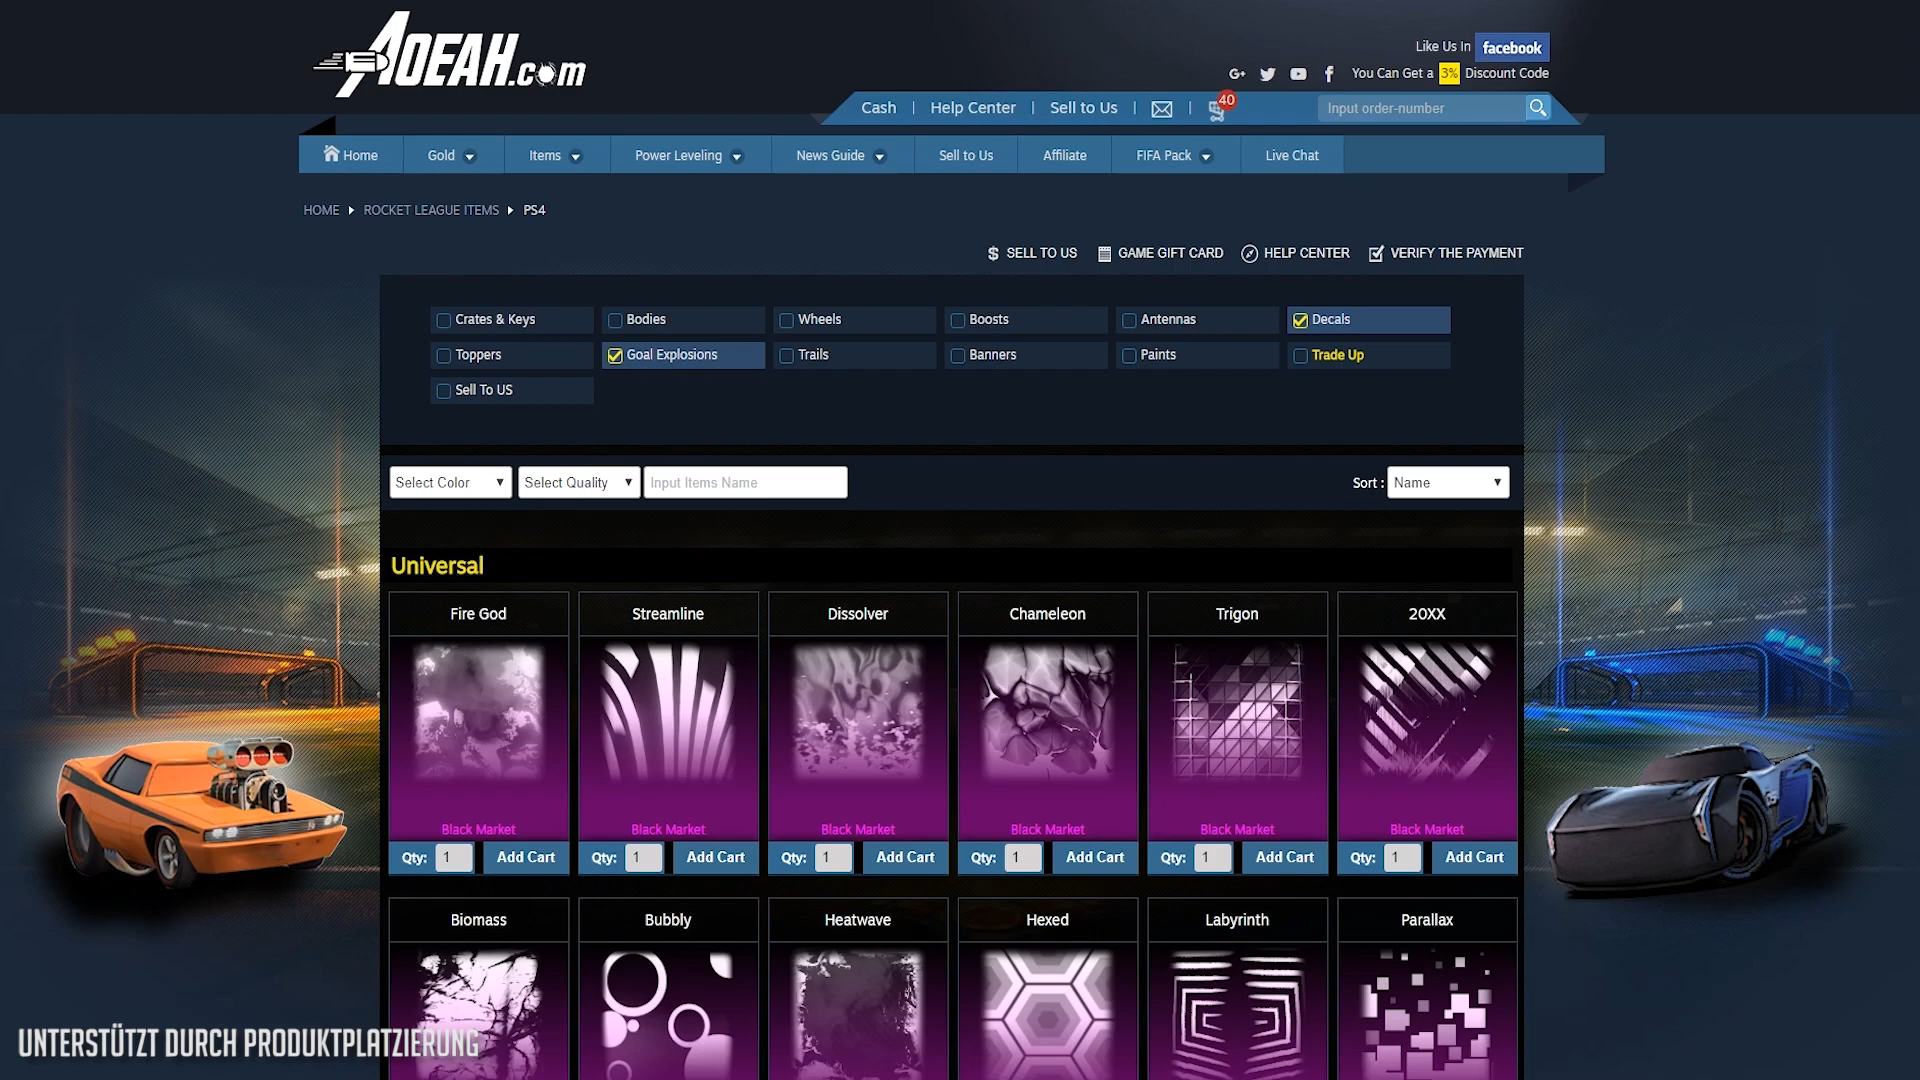 AOEAH.com
Like Us In facebook
You Can Get a 3% Discount Code
Cash | Help Center | Sell to Us | | 40 Input order-number
Home Gold Items Power Leveling News Guide Sell to Us Affiliate FIFA Pack Live Chat
HOME ROCKET LEAGUE ITEMS PS4
SELL TO US GAME GIFT CARD HELP CENTER VERIFY THE PAYMENT
Crates & Keys Bodies Wheels Boosts Antennas Decals
Toppers Goal Explosions Trails Banners Paints Trade Up
Sell To US
Select Color Select Quality Input Items Name Sort : Name
Universal
Fire God Streamline Dissolver Chameleon Trigon 20XX
Black Market Black Market Black Market Black Market Black Market Black Market
Qty: 1 Add Cart Qty: 1 Add Cart Qty: 1 Add Cart Qty: 1 Add Cart Qty: 1 Add Cart Qty: 1 Add Cart
Biomass Bubbly Heatwave Hexed Labyrinth Parallax
UNTERSTÜTZT DURCH PRODUKTPLATZIERUNG